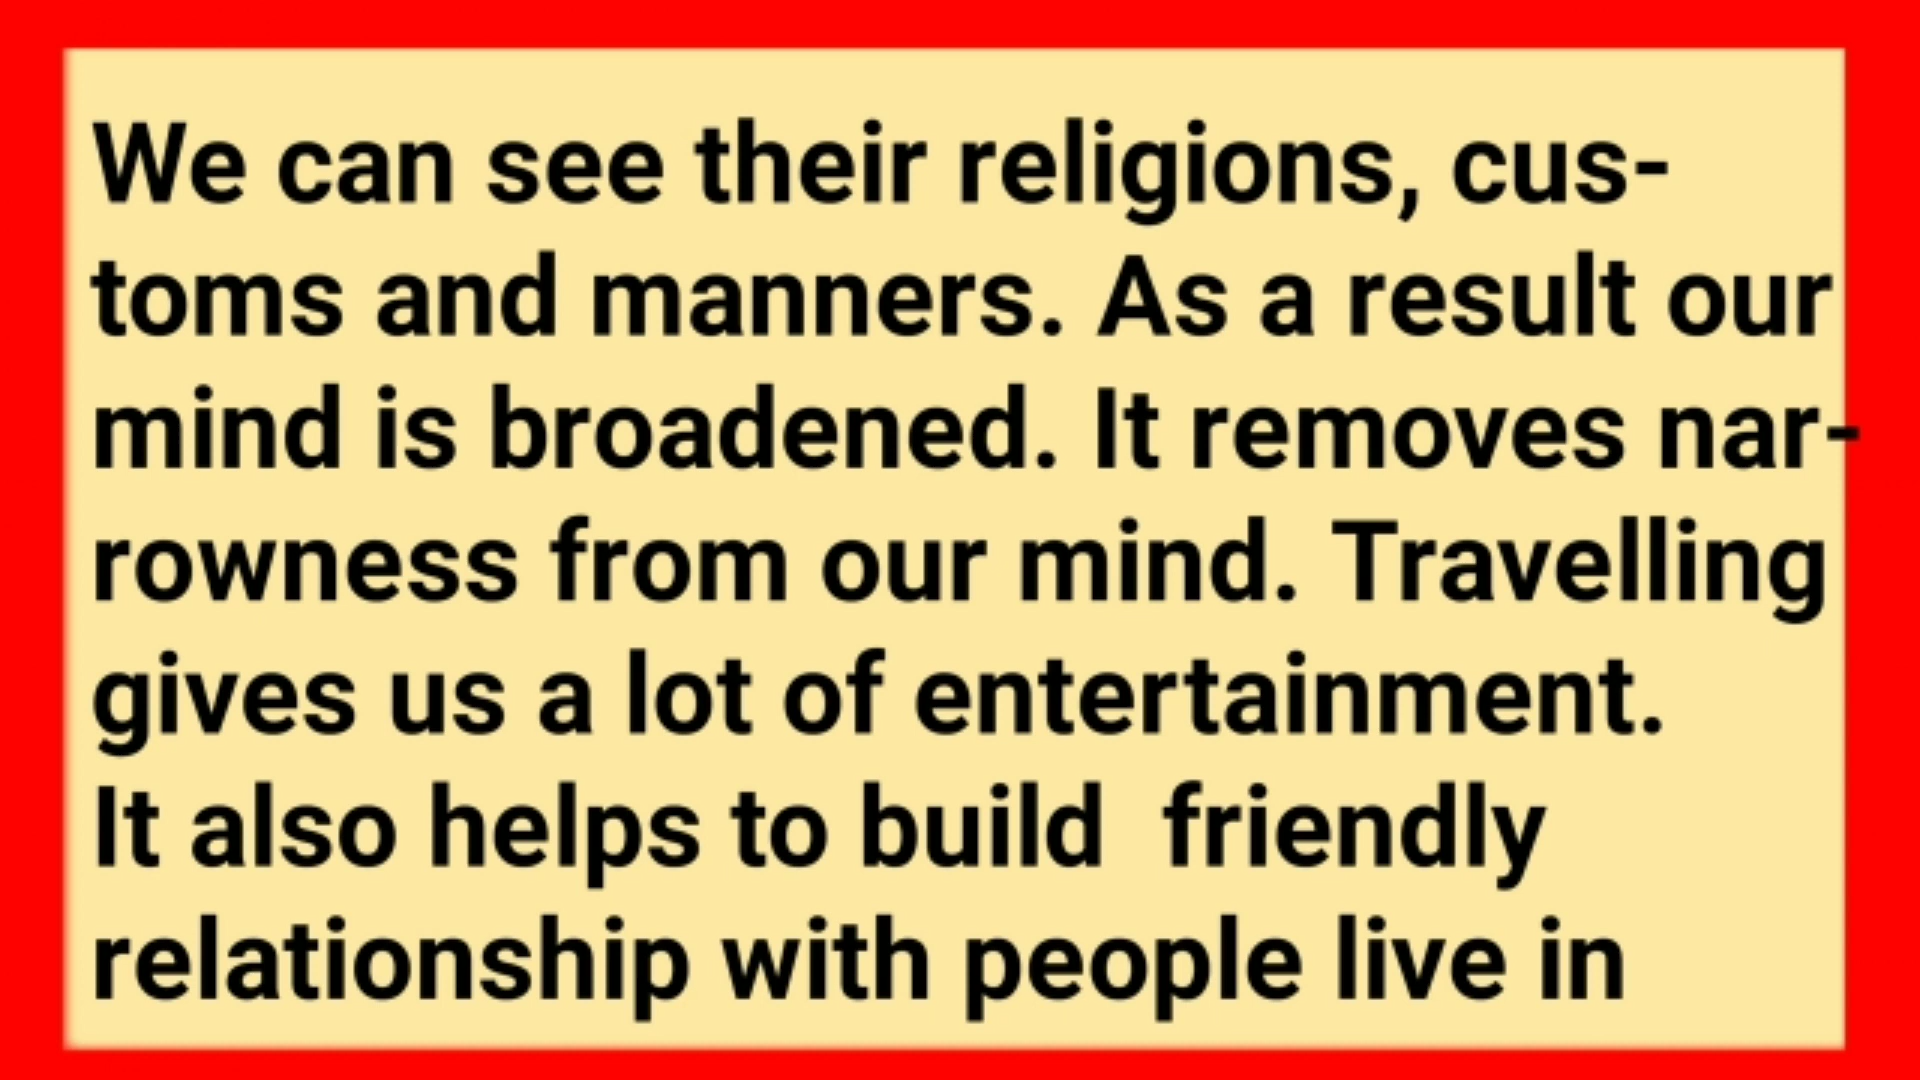 We can see their religions, cus-
toms and manners. As a result our
mind is broadened. It removes nar-
rowness from our mind. Travelling
gives us a lot of entertainment.
It also helps to build  friendly
relationship with people live in